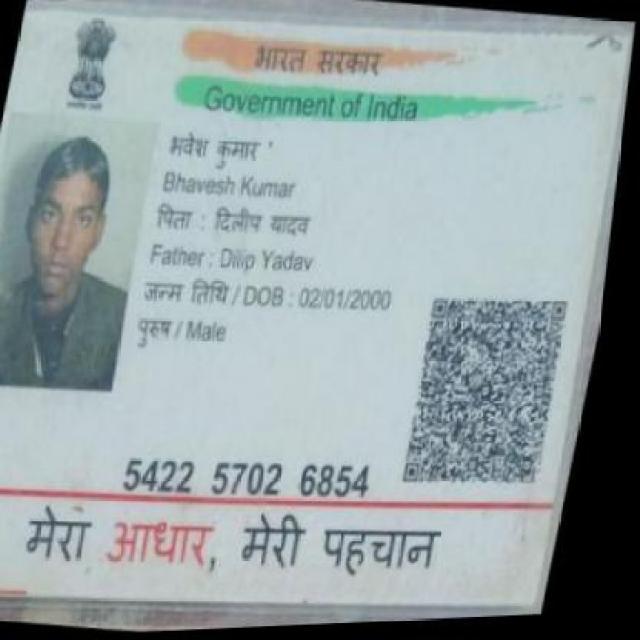 भारत सरकार
Government of India
भवेश कुमार
Bhavesh Kumar
पिता : दिलीप यादव
Father : Dilip Yadav
जन्म तिथि / DOB : 02/01/2000
पुरुष / Male
5422 5702 6854
मेरा आधार, मेरी पहचान